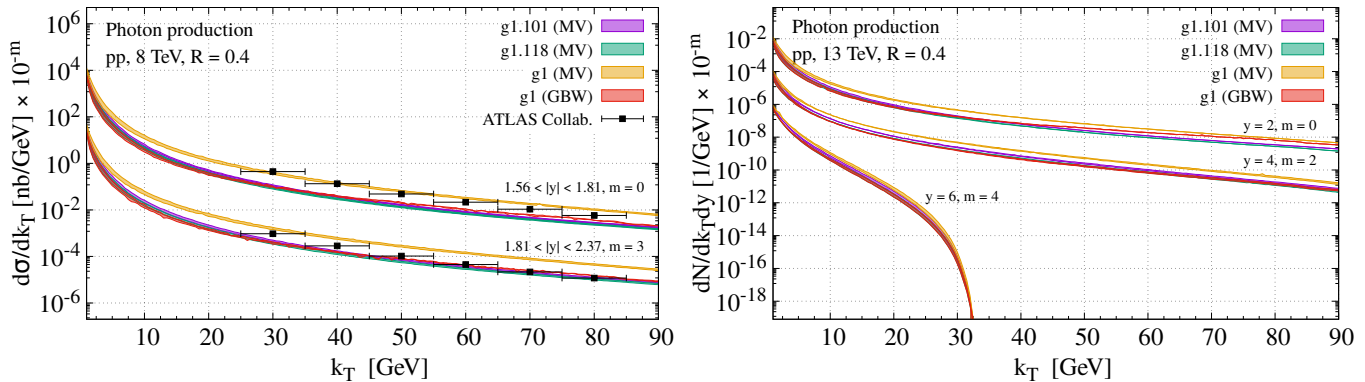 Photon production
pp, 8 TeV, R = 0.4
g1.101 (MV)
g1.118 (MV)
g1 (MV)
g1 (GBW)
ATLAS Collab.
1.56 < |y| < 1.81, m = 0
1.81 < |y| < 2.37, m = 3
dσ/dk_T [nb/GeV] × 10^-m
10^6
10^4
10^2
10^0
10^-2
10^-4
10^-6
10 20 30 40 50 60 70 80 90
k_T [GeV]
Photon production
pp, 13 TeV, R = 0.4
g1.101 (MV)
g1.118 (MV)
g1 (MV)
g1 (GBW)
y = 2, m = 0
y = 4, m = 2
y = 6, m = 4
dN/dk_Tdy [1/GeV] × 10^-m
10^-2
10^-4
10^-6
10^-8
10^-10
10^-12
10^-14
10^-16
10^-18
10 20 30 40 50 60 70 80 90
k_T [GeV]